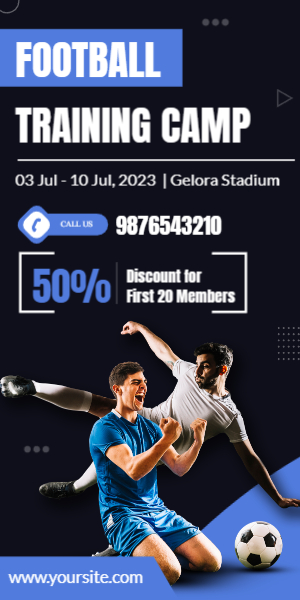 FOOTBALL
TRAINING CAMP
03 Jul - 10 Jul, 2023 | Gelora Stadium
CALL US 9876543210
50% Discount for
First 20 Members
www.yoursite.com